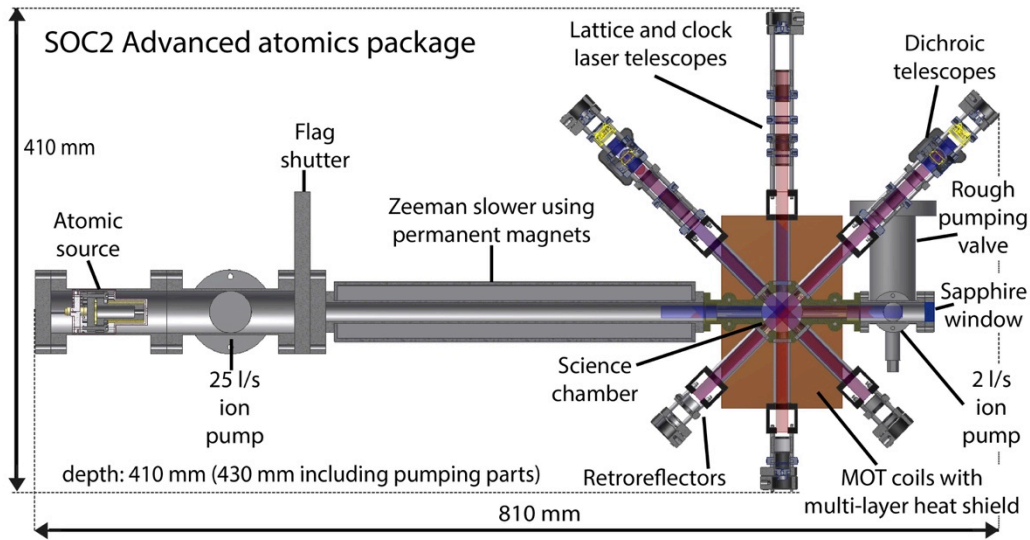 SOC2 Advanced atomics package
Lattice and clock
laser telescopes
Dichroic
telescopes
410 mm
Flag
shutter
Atomic
source
Zeeman slower using
permanent magnets
Rough
pumping
valve
Sapphire
window
Science
chamber
25 l/s
ion
pump
2 l/s
ion
pump
depth: 410 mm (430 mm including pumping parts)
Retroreflectors
MOT coils with
multi-layer heat shield
810 mm